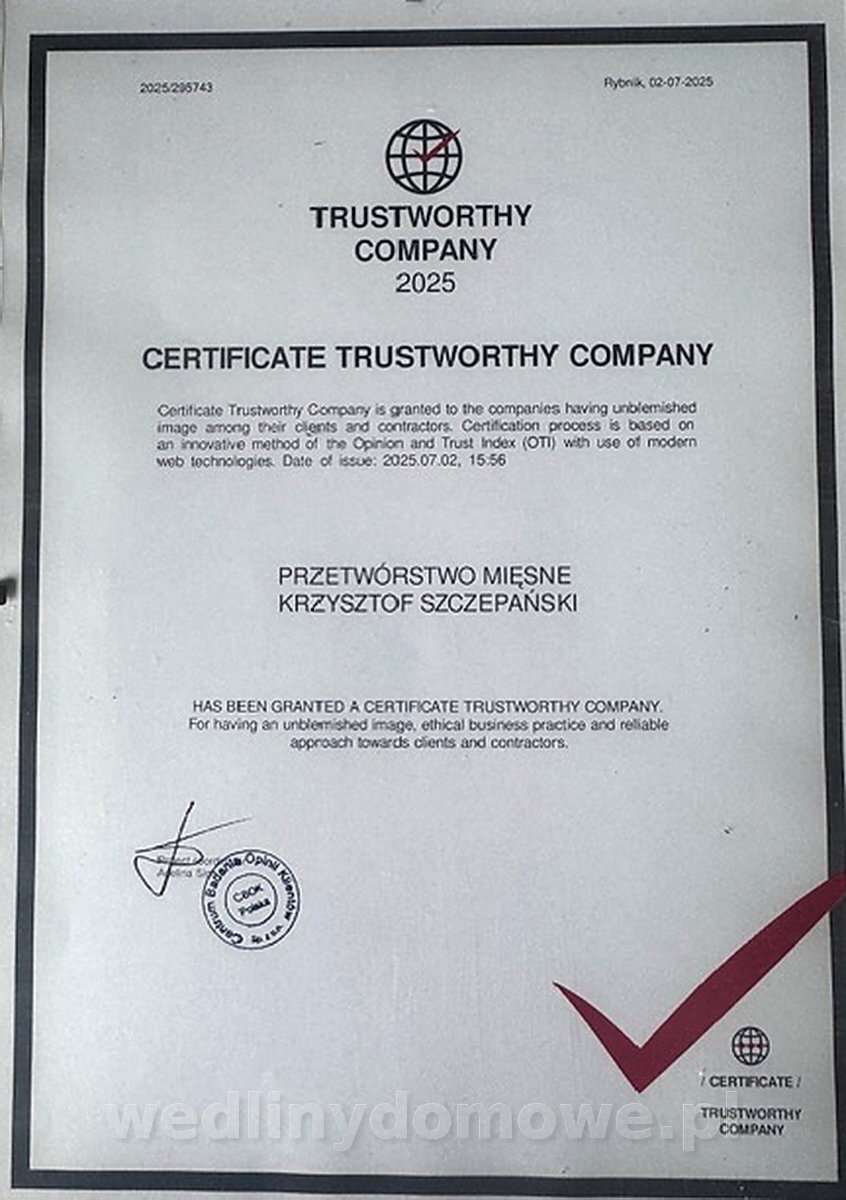 2025/295743
Rybnik, 02-07-2025
TRUSTWORTHY
COMPANY
2025
CERTIFICATE TRUSTWORTHY COMPANY
Certificate Trustworthy Company is granted to the companies having unblemished
image among their clients and contractors. Certification process is based on
an innovative method of the Opinion and Trust Index (OTI) with use of modern
web technologies. Date of issue: 2025.07.02, 15:56
PRZETWÓRSTWO MIĘSNE
KRZYSZTOF SZCZEPAŃSKI
HAS BEEN GRANTED A CERTIFICATE TRUSTWORTHY COMPANY.
For having an unblemished image, ethical business practice and reliable
approach towards clients and contractors.
Project
Adelina
Centrum Badania Opinii Klientów
CBOK
Polska
/ CERTIFICATE /
TRUSTWORTHY
COMPANY
wedlinydomowe.pl